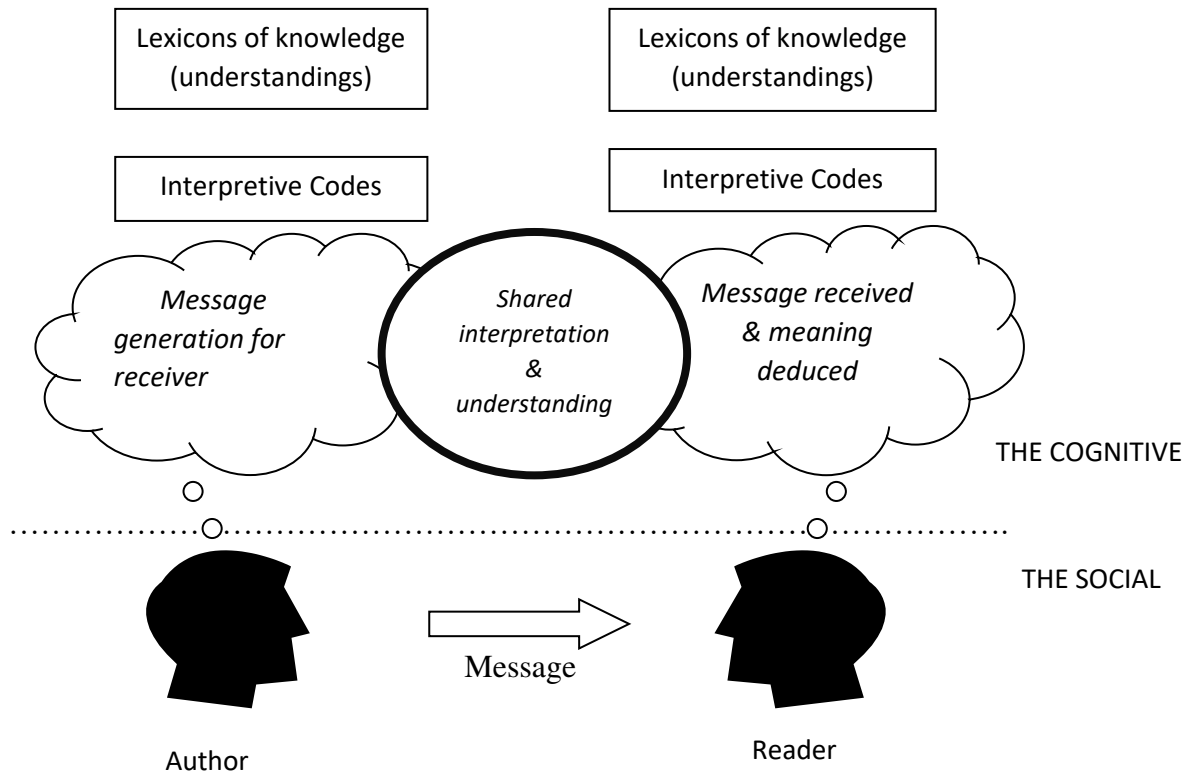 Lexicons of knowledge
(understandings)
Lexicons of knowledge
(understandings)
Interpretive Codes
Interpretive Codes
Message
generation for
receiver
Shared
interpretation
&
understanding
Message received
& meaning
deduced
THE COGNITIVE
THE SOCIAL
Message
Author
Reader